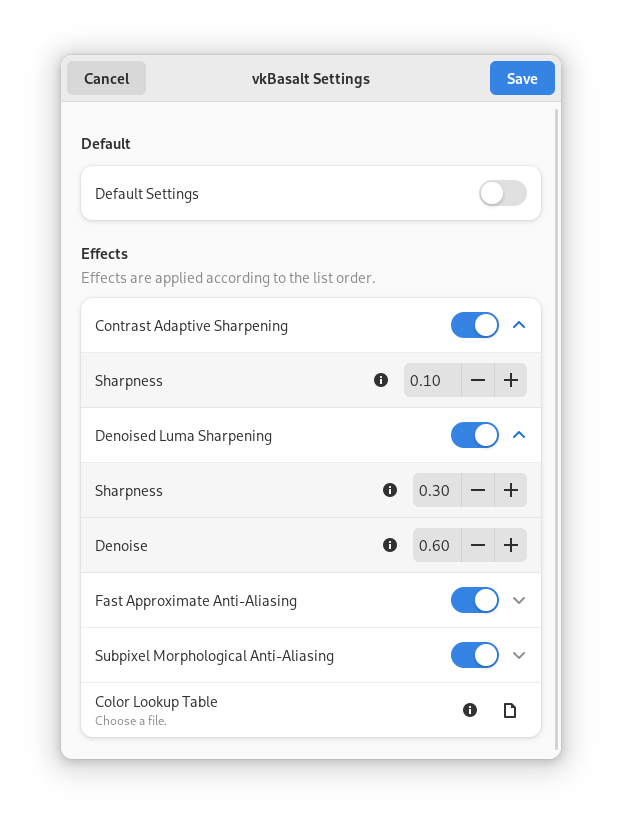 Cancel
vkBasalt Settings
Save
Default
Default Settings
Effects
Effects are applied according to the list order.
Contrast Adaptive Sharpening
Sharpness
0.10
Denoised Luma Sharpening
Sharpness
0.30
Denoise
0.60
Fast Approximate Anti-Aliasing
Subpixel Morphological Anti-Aliasing
Color Lookup Table
Choose a file.